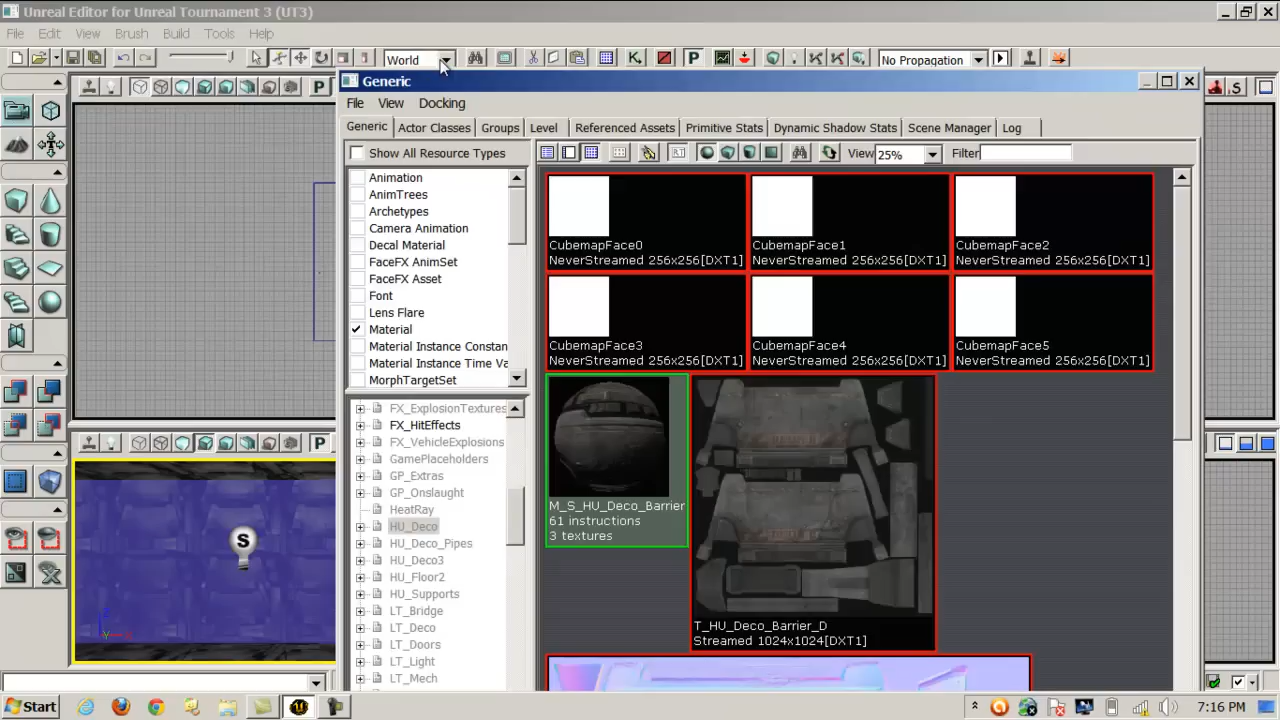 Unreal Editor for Unreal Tournament 3 (UT3)
File Edit View Brush Build Tools Help
World
No Propagation
Generic
File View Docking
Generic Actor Classes Groups Level Referenced Assets Primitive Stats Dynamic Shadow Stats Scene Manager Log
Show All Resource Types
View 25% Filter
Animation
AnimTrees
Archetypes
Camera Animation
Decal Material
FaceFX AnimSet
FaceFX Asset
Font
Lens Flare
Material
Material Instance Constan
Material Instance Time Va
MorphTargetSet
FX_ExplosionTextures
FX_HitEffects
FX_VehicleExplosions
GamePlaceholders
GP_Extras
GP_Onslaught
HeatRay
HU_Deco
HU_Deco_Pipes
HU_Deco3
HU_Floor2
HU_Supports
LT_Bridge
LT_Deco
LT_Doors
LT_Light
LT_Mech
CubemapFace0
NeverStreamed 256x256[DXT1]
CubemapFace1
NeverStreamed 256x256[DXT1]
CubemapFace2
NeverStreamed 256x256[DXT1]
CubemapFace3
NeverStreamed 256x256[DXT1]
CubemapFace4
NeverStreamed 256x256[DXT1]
CubemapFace5
NeverStreamed 256x256[DXT1]
M_S_HU_Deco_Barrier
61 instructions
3 textures
T_HU_Deco_Barrier_D
Streamed 1024x1024[DXT1]
P
P
P
S
S
Z
X
Y
Start
7:16 PM